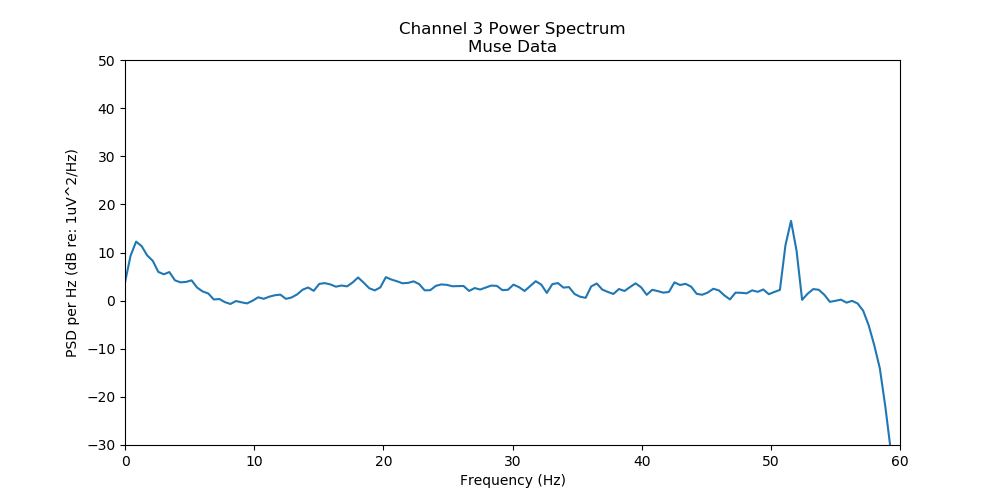 Channel 3 Power Spectrum
Muse Data
PSD per Hz (dB re: 1uV^2/Hz)
50
40
30
20
10
0
−10
−20
−30
0 10 20 30 40 50 60
Frequency (Hz)